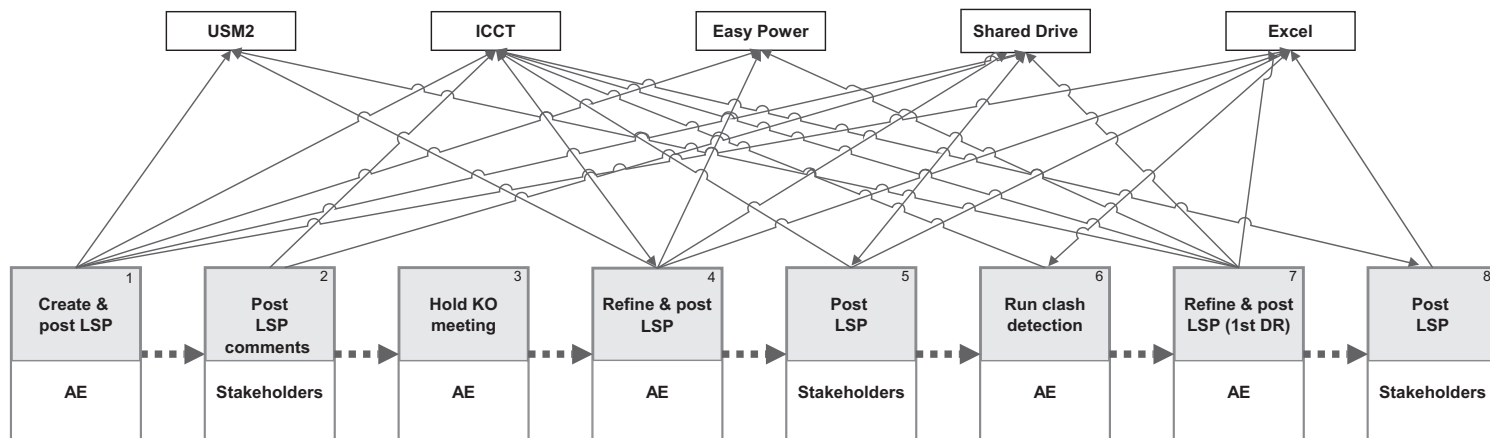 USM2
ICCT
Easy Power
Shared Drive
Excel
1
Create &
post LSP
AE
2
Post
LSP
comments
Stakeholders
3
Hold KO
meeting
AE
4
Refine & post
LSP
AE
5
Post
LSP
Stakeholders
6
Run clash
detection
AE
7
Refine & post
LSP (1st DR)
AE
8
Post
LSP
Stakeholders